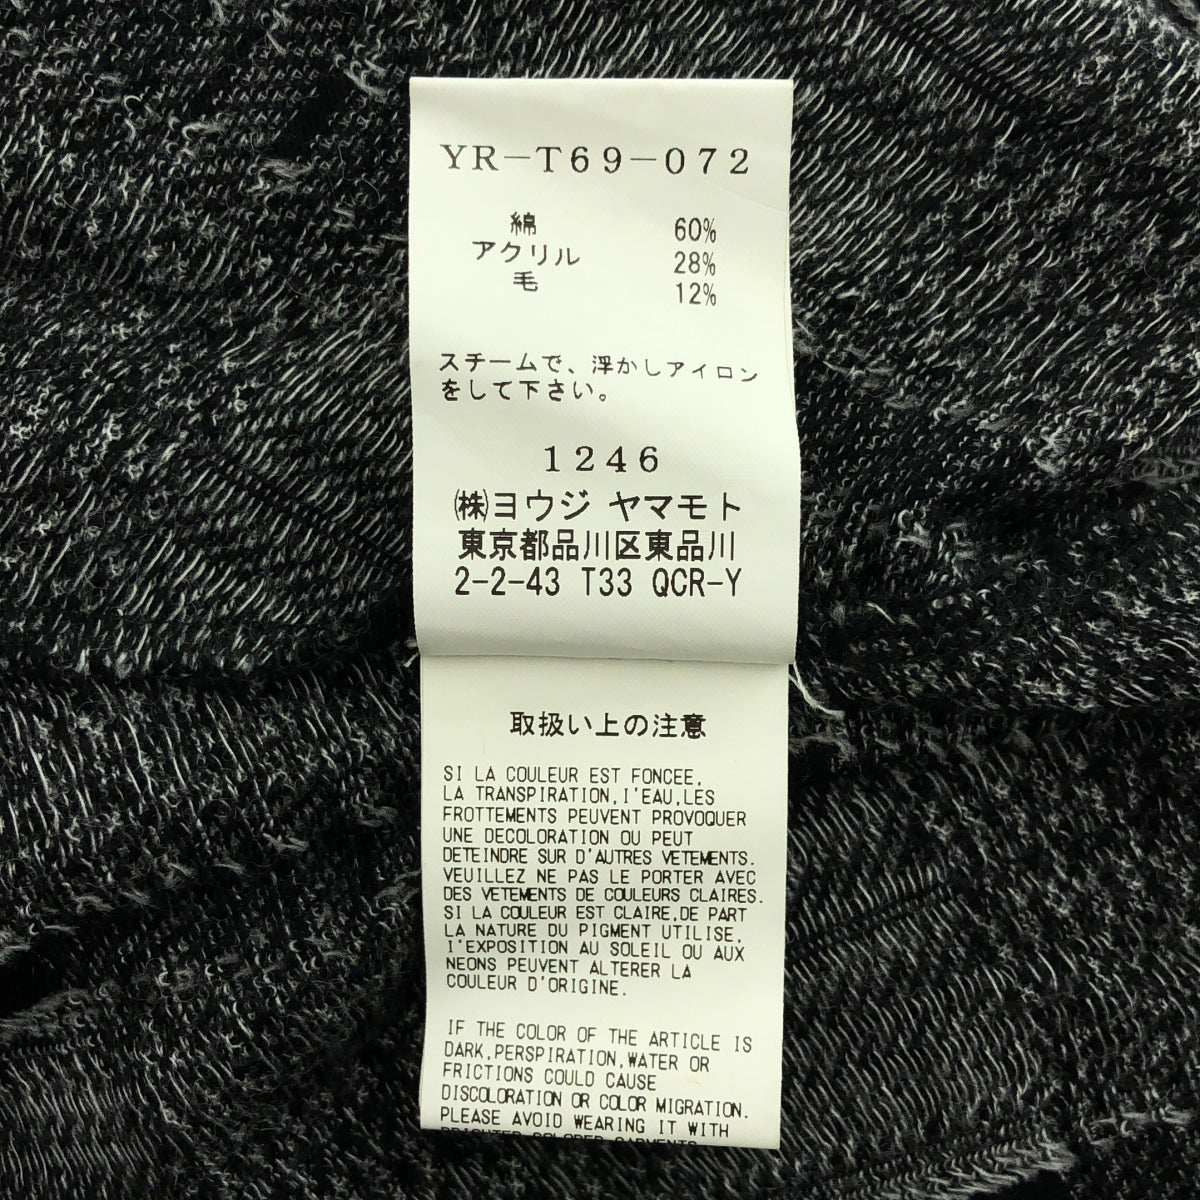 YR-T69-072
綿 60%
アクリル 28%
毛 12%
スチームで、浮かしアイロン
をして下さい。
1246
㈱ヨウジ ヤマモト
東京都品川区東品川
2-2-43 T33 QCR-Y
取扱い上の注意
SI LA COULEUR EST FONCEE,
LA TRANSPIRATION,I'EAU,LES
FROTTEMENTS PEUVENT PROVOQUER
UNE DECOLORATION OU PEUT
DETEINDRE SUR D'AUTRES VETEMENTS.
VEUILLEZ NE PAS LE PORTER AVEC
DES VETEMENTS DE COULEURS CLAIRES.
SI LA COULEUR EST CLAIRE,DE PART
LA NATURE DU PIGMENT UTILISE,
I'EXPOSITION AU SOLEIL OU AUX
NEONS PEUVENT ALTERER LA
COULEUR D'ORIGINE.
IF THE COLOR OF THE ARTICLE IS
DARK,PERSPIRATION,WATER OR
FRICTIONS COULD CAUSE
DISCOLORATION OR COLOR MIGRATION.
PLEASE AVOID WEARING IT WITH